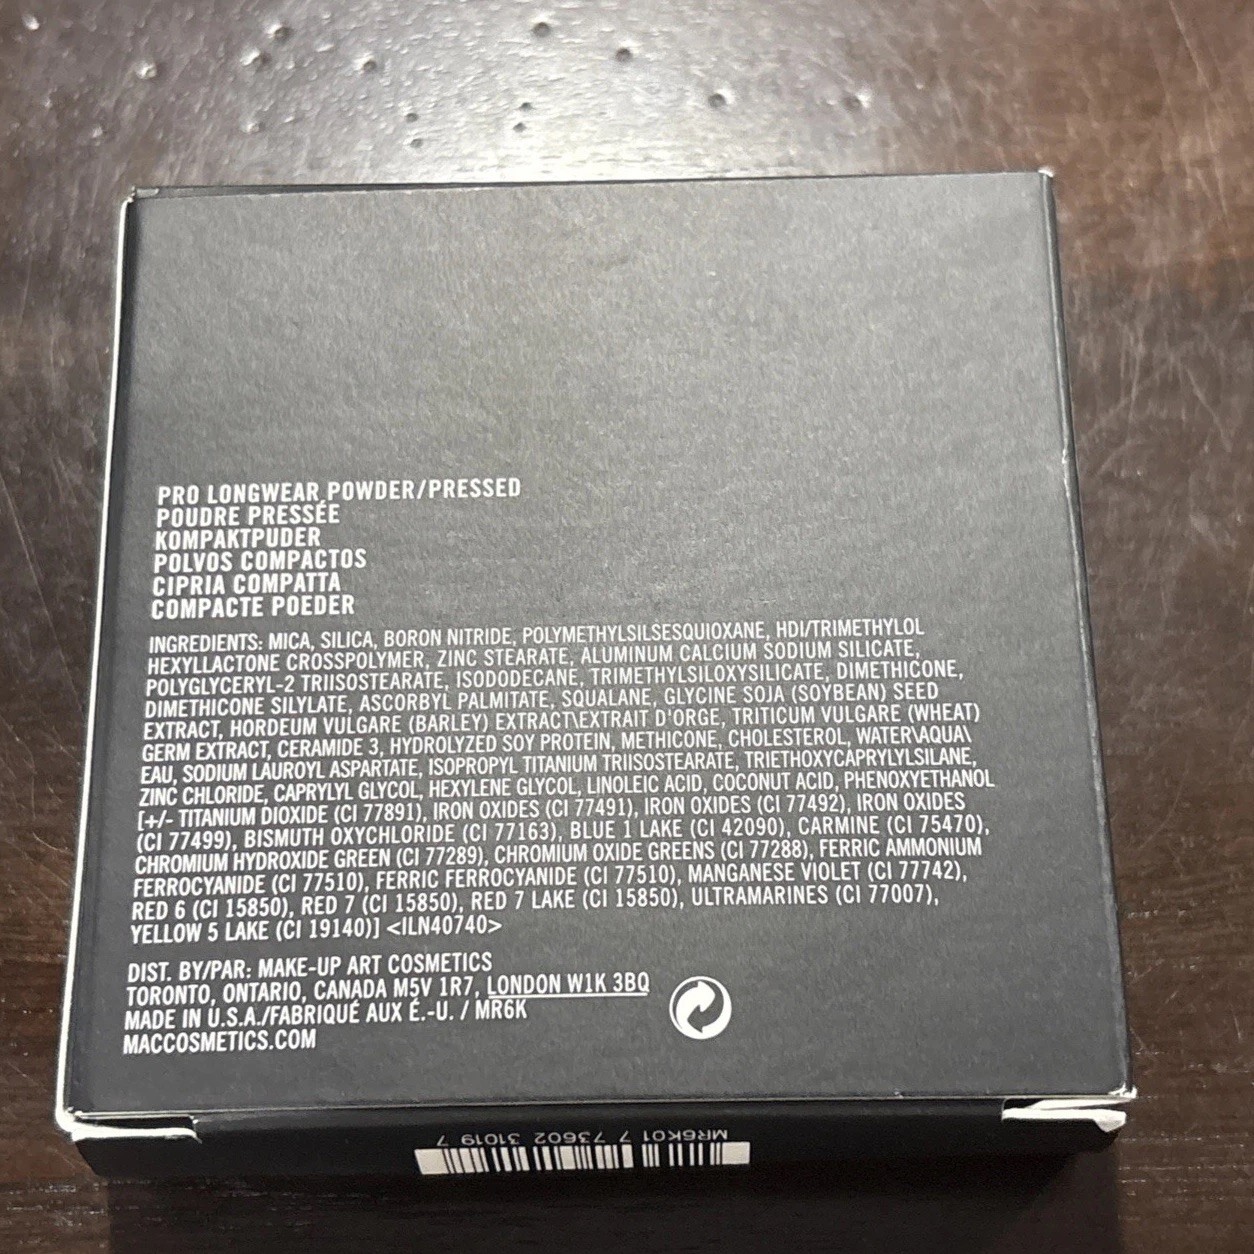 PRO LONGWEAR POWDER/PRESSED
POUDRE PRESSÉE
KOMPAKTPUDER
POLVOS COMPACTOS
CIPRIA COMPATTA
COMPACTE POEDER
INGREDIENTS: MICA, SILICA, BORON NITRIDE, POLYMETHYLSILSESQUIOXANE, HDI/TRIMETHYLOL
HEXYLLACTONE CROSSPOLYMER, ZINC STEARATE, ALUMINUM CALCIUM SODIUM SILICATE,
POLYGLYCERYL-2 TRIISOSTEARATE, ISODODECANE, TRIMETHYLSILOXYSILICATE, DIMETHICONE,
DIMETHICONE SILYLATE, ASCORBYL PALMITATE, SQUALANE, GLYCINE SOJA (SOYBEAN) SEED
EXTRACT, HORDEUM VULGARE (BARLEY) EXTRACT\EXTRAIT D'ORGE, TRITICUM VULGARE (WHEAT)
GERM EXTRACT, CERAMIDE 3, HYDROLYZED SOY PROTEIN, METHICONE, CHOLESTEROL, WATER\AQUA\
EAU, SODIUM LAUROYL ASPARTATE, ISOPROPYL TITANIUM TRIISOSTEARATE, TRIETHOXYCAPRYLYLSILANE,
ZINC CHLORIDE, CAPRYLYL GLYCOL, HEXYLENE GLYCOL, LINOLEIC ACID, COCONUT ACID, PHENOXYETHANOL
[+/- TITANIUM DIOXIDE (CI 77891), IRON OXIDES (CI 77491), IRON OXIDES (CI 77492), IRON OXIDES
(CI 77499), BISMUTH OXYCHLORIDE (CI 77163), BLUE 1 LAKE (CI 42090), CARMINE (CI 75470),
CHROMIUM HYDROXIDE GREEN (CI 77289), CHROMIUM OXIDE GREENS (CI 77288), FERRIC AMMONIUM
FERROCYANIDE (CI 77510), FERRIC FERROCYANIDE (CI 77510), MANGANESE VIOLET (CI 77742),
RED 6 (CI 15850), RED 7 (CI 15850), RED 7 LAKE (CI 15850), ULTRAMARINES (CI 77007),
YELLOW 5 LAKE (CI 19140)] <ILN40740>
DIST. BY/PAR: MAKE-UP ART COSMETICS
TORONTO, ONTARIO, CANADA M5V 1R7, LONDON W1K 3BQ
MADE IN U.S.A./FABRIQUÉ AUX É.-U. / MR6K
MACCOSMETICS.COM
MR6K01 7 73602 31019 7